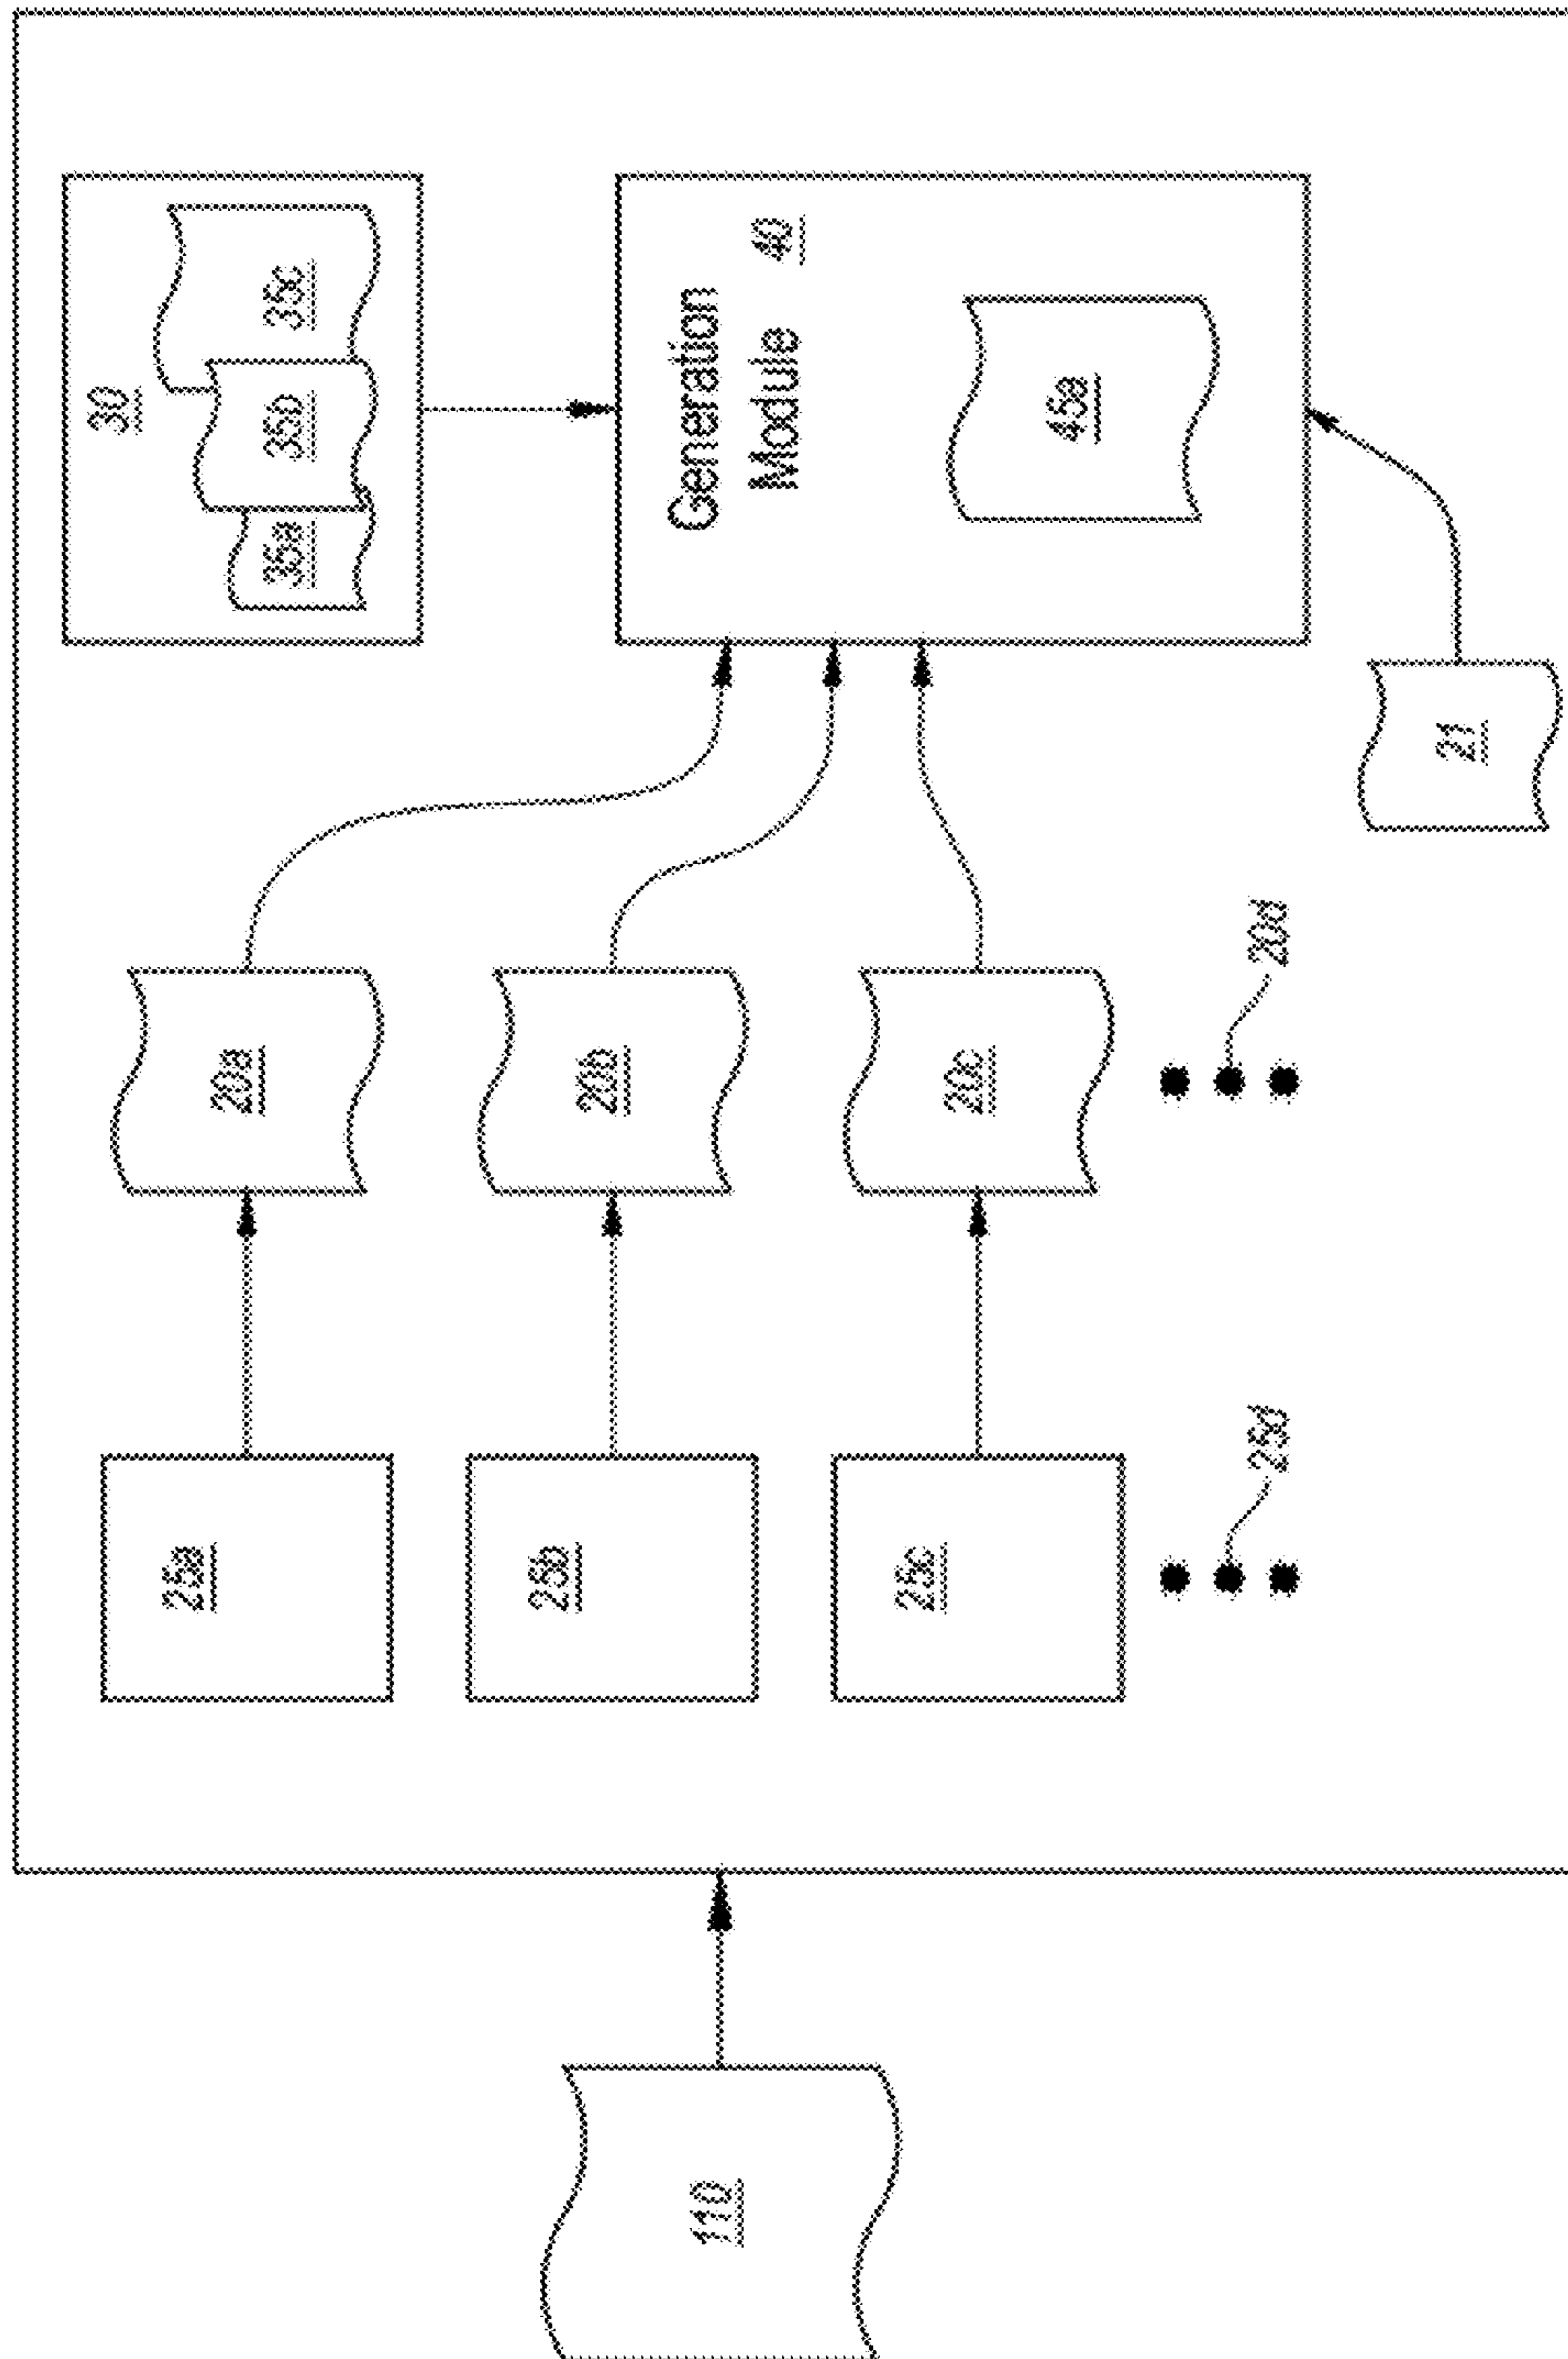 110
25a
25b
25c
25d
20a
20b
20c
20d
21
30
35a
35b
35c
Generation
Module 40
45a